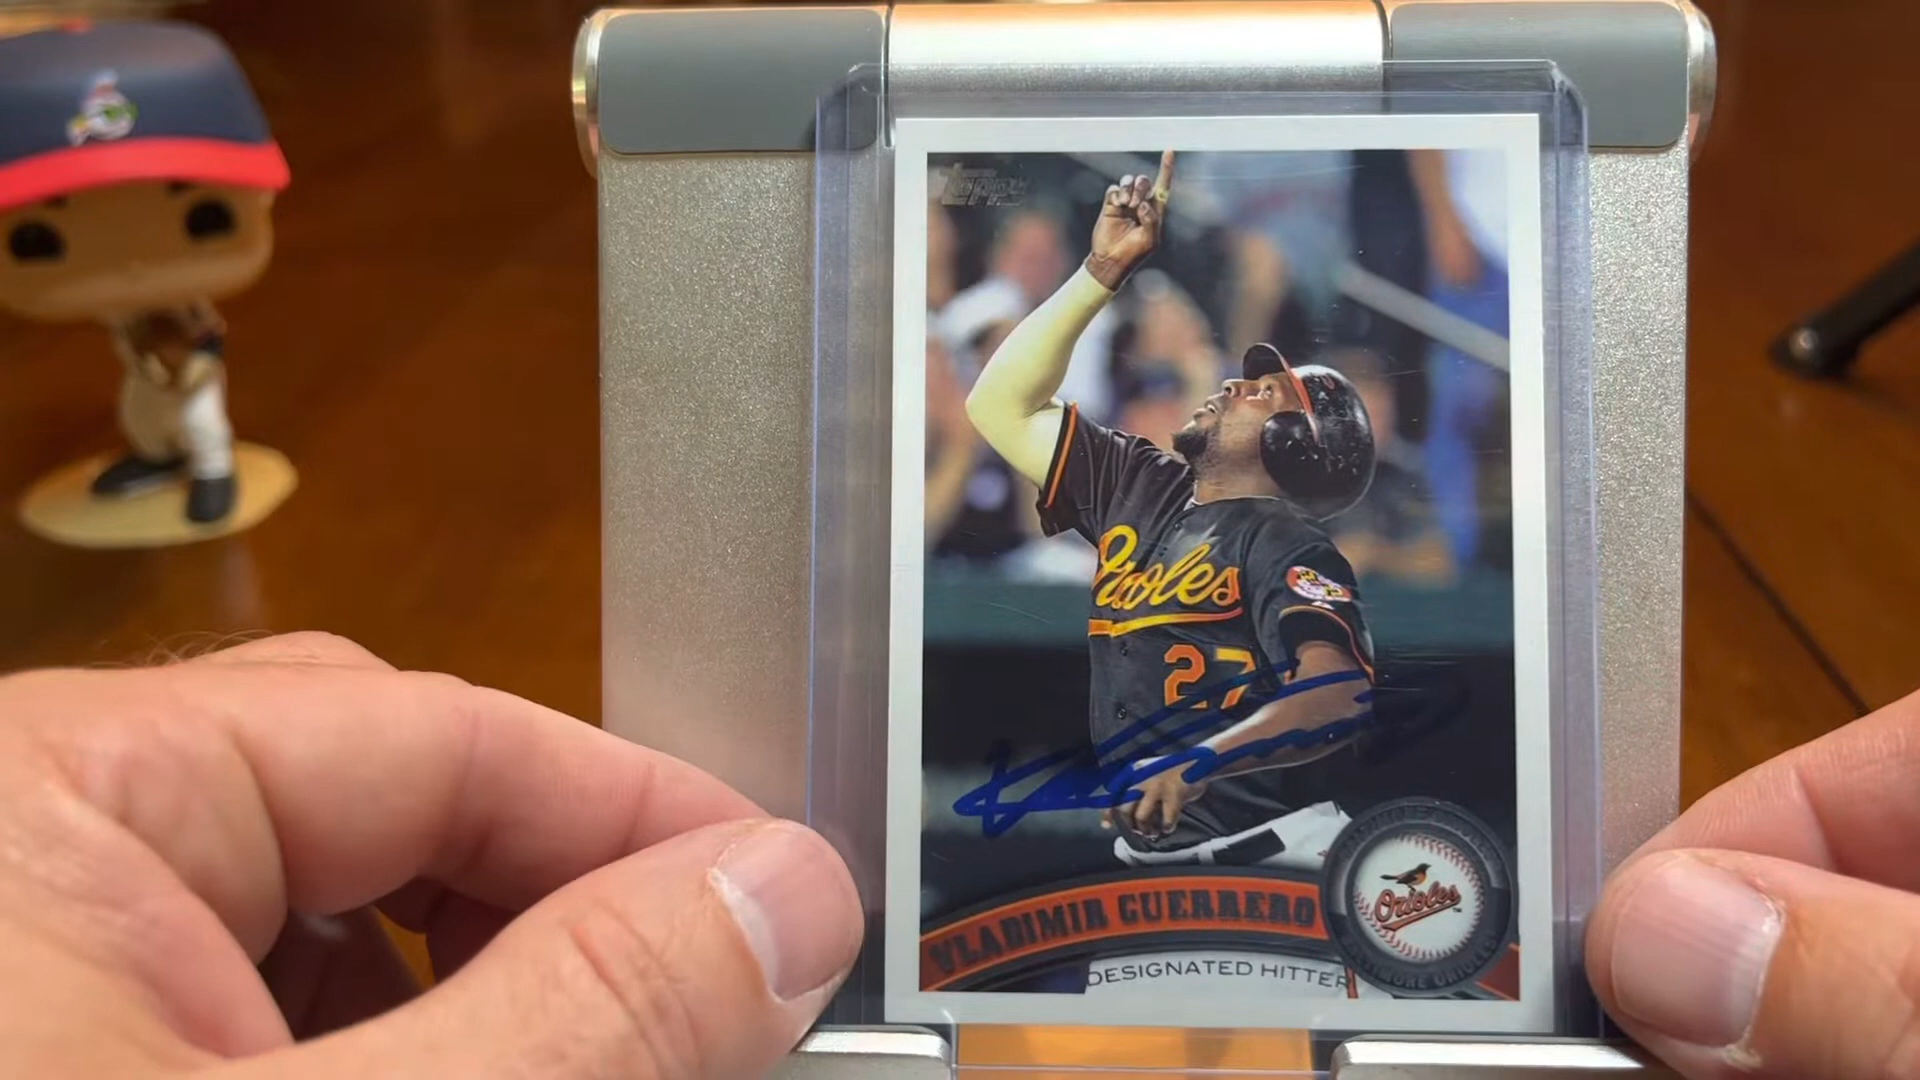 Topps
Orioles
27
VLADIMIR GUERRERO
Orioles
BALTIMORE ORIOLES
DESIGNATED HITTER